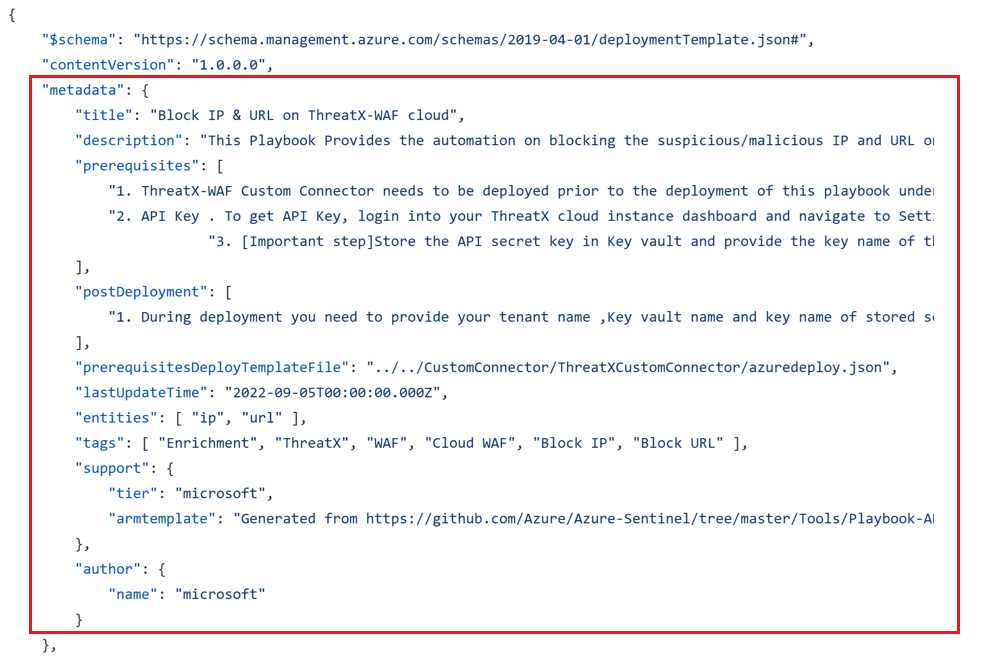 {
"$schema": "https://schema.management.azure.com/schemas/2019-04-01/deploymentTemplate.json#",
"contentVersion": "1.0.0.0",
"metadata": {
"title": "Block IP & URL on ThreatX-WAF cloud",
"description": "This Playbook Provides the automation on blocking the suspicious/malicious IP and URL
"prerequisites": [
"1. ThreatX-WAF Custom Connector needs to be deployed prior to the deployment of this playbook
"2. API Key . To get API Key, login into your ThreatX cloud instance dashboard and navigate to
"3. [Important step]Store the API secret key in Key vault and provide the key name of
],
"postDeployment": [
"1. During deployment you need to provide your tenant name ,Key vault name and key name of stored
],
"prerequisitesDeployTemplateFile": "../../CustomConnector/ThreatXCustomConnector/azuredeploy.json",
"lastUpdateTime": "2022-09-05T00:00:00.000Z",
"entities": [ "ip", "url" ],
"tags": [ "Enrichment", "ThreatX", "WAF", "Cloud WAF", "Block IP", "Block URL" ],
"support": {
"tier": "microsoft",
"armtemplate": "Generated from https://github.com/Azure/Azure-Sentinel/tree/master/Tools/Playbook-
},
"author": {
"name": "microsoft"
}
},